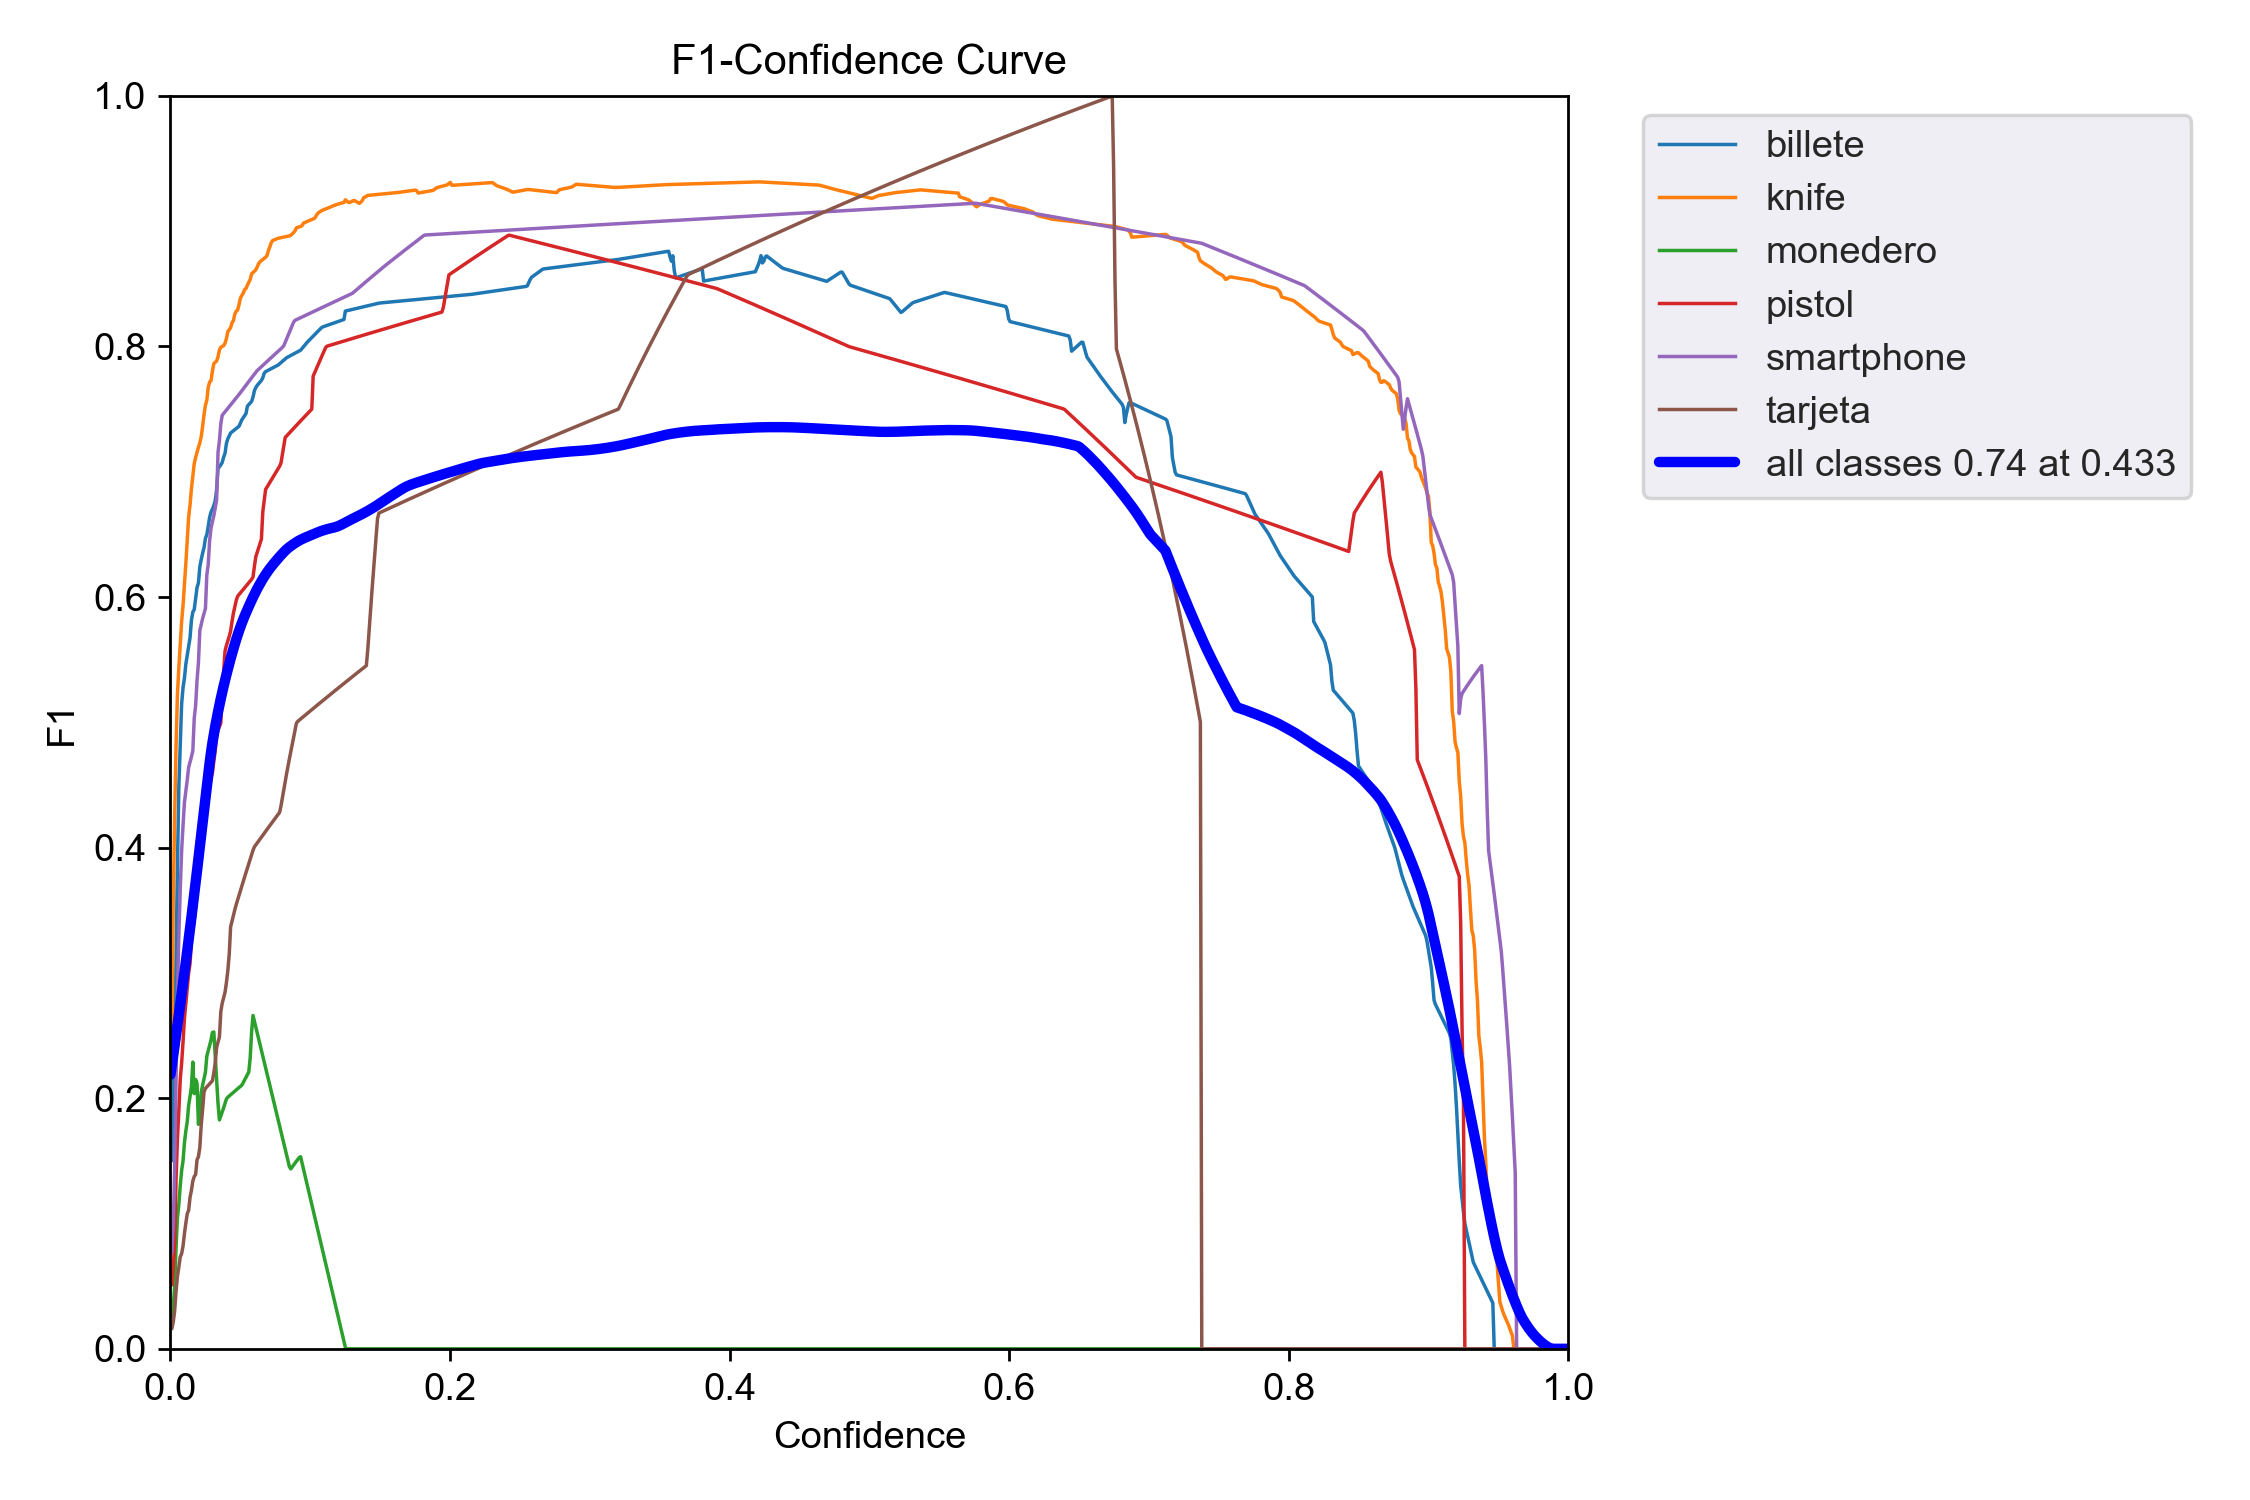 F1-Confidence Curve
1.0
0.8
0.6
0.4
0.2
0.0
F1
0.0 0.2 0.4 0.6 0.8 1.0
Confidence
billete
knife
monedero
pistol
smartphone
tarjeta
all classes 0.74 at 0.433